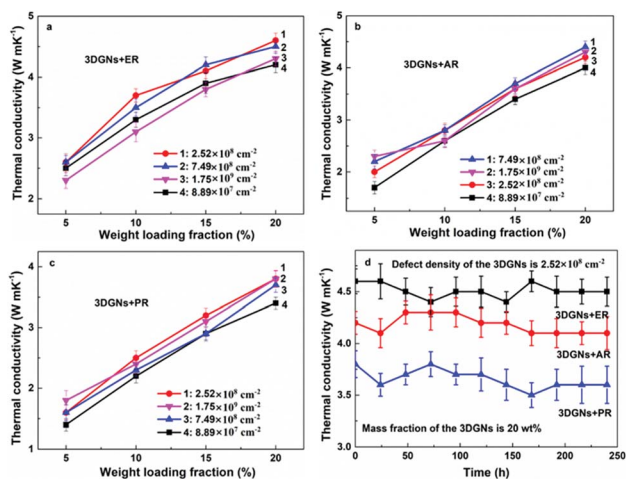 a
3DGNs+ER
Thermal conductivity (W mK⁻¹)
5
4
3
2
1
2
3
4
1: 2.52×10⁸ cm⁻²
2: 7.49×10⁸ cm⁻²
3: 1.75×10⁹ cm⁻²
4: 8.89×10⁷ cm⁻²
5 10 15 20
Weight loading fraction (%)
b
3DGNs+AR
Thermal conductivity (W mK⁻¹)
5
4
3
2
1
2
3
4
1: 7.49×10⁸ cm⁻²
2: 1.75×10⁹ cm⁻²
3: 2.52×10⁸ cm⁻²
4: 8.89×10⁷ cm⁻²
5 10 15 20
Weight loading fraction (%)
c
3DGNs+PR
Thermal conductivity (W mK⁻¹)
5
4
3
2
1
1
2
3
4
1: 2.52×10⁸ cm⁻²
2: 1.75×10⁹ cm⁻²
3: 7.49×10⁸ cm⁻²
4: 8.89×10⁷ cm⁻²
5 10 15 20
Weight loading fraction (%)
d
Defect density of the 3DGNs is 2.52×10⁸ cm⁻²
Thermal conductivity (W mK⁻¹)
5.0
4.5
4.0
3.5
3.0
3DGNs+ER
3DGNs+AR
3DGNs+PR
Mass fraction of the 3DGNs is 20 wt%
0 50 100 150 200 250
Time (h)